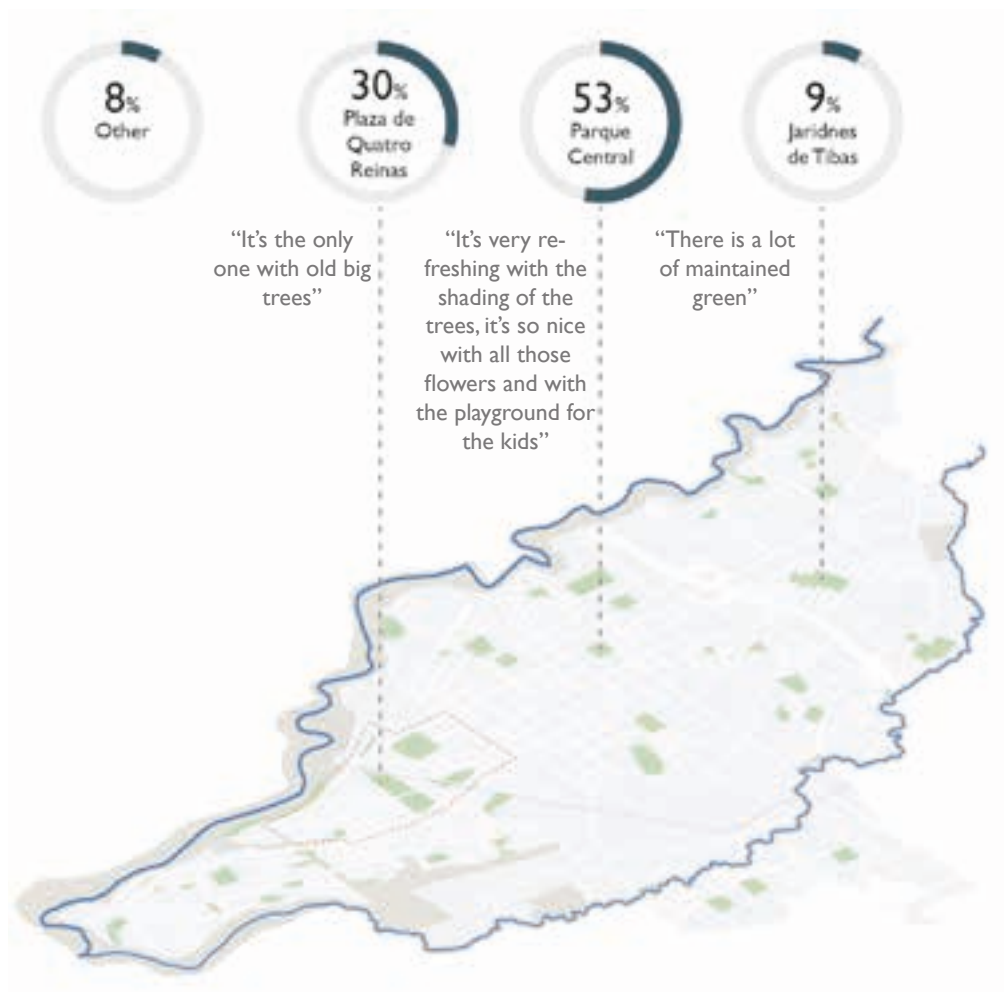 8%
Other
30%
Plaza de
Quatro
Reinas
53%
Parque
Central
9%
Jaridnes
de Tibas
“It’s the only
one with old big
trees”
“It’s very re-
freshing with the
shading of the
trees, it’s so nice
with all those
flowers and with
the playground for
the kids”
“There is a lot
of maintained
green”